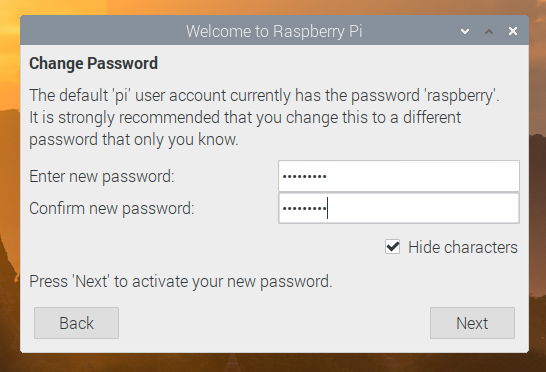 Welcome to Raspberry Pi
Change Password
The default 'pi' user account currently has the password 'raspberry'.
It is strongly recommended that you change this to a different
password that only you know.
Enter new password: •••••••••
Confirm new password: •••••••••
Hide characters
Press 'Next' to activate your new password.
Back Next